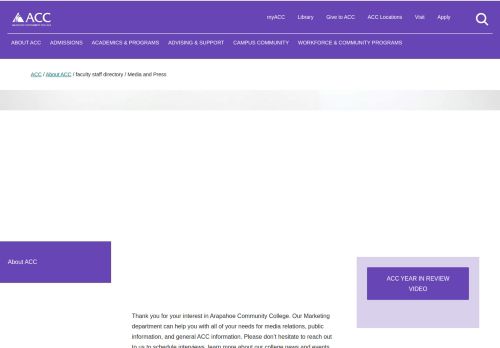 ACC
myACC Library Give to ACC ACC Locations Visit Apply
ABOUT ACC ADMISSIONS ACADEMICS & PROGRAMS ADVISING & SUPPORT CAMPUS COMMUNITY WORKFORCE & COMMUNITY PROGRAMS
ACC / About ACC / faculty staff directory / Media and Press
About ACC
ACC YEAR IN REVIEW
VIDEO
Thank you for your interest in Arapahoe Community College. Our Marketing
department can help you with all of your needs for media relations, public
information, and general ACC information. Please don't hesitate to reach out
to us to schedule interviews, learn more about our college news and events